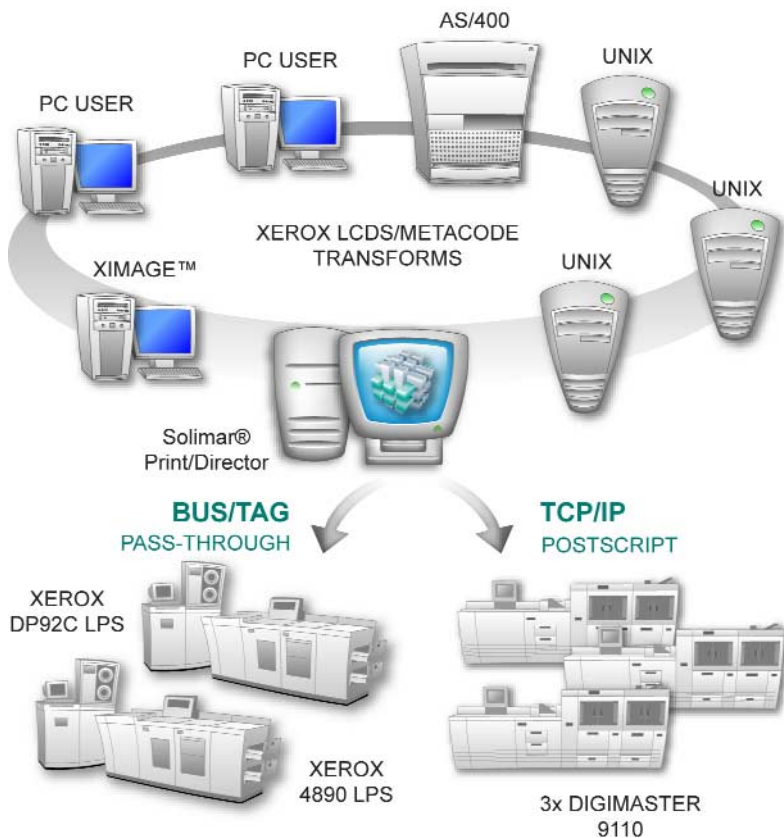 AS/400
PC USER
UNIX
PC USER
UNIX
XEROX LCDS/METACODE
TRANSFORMS
XIMAGE™
UNIX
Solimar®
Print/Director
BUS/TAG
PASS-THROUGH
TCP/IP
POSTSCRIPT
XEROX
DP92C LPS
XEROX
4890 LPS
3x DIGIMASTER
9110